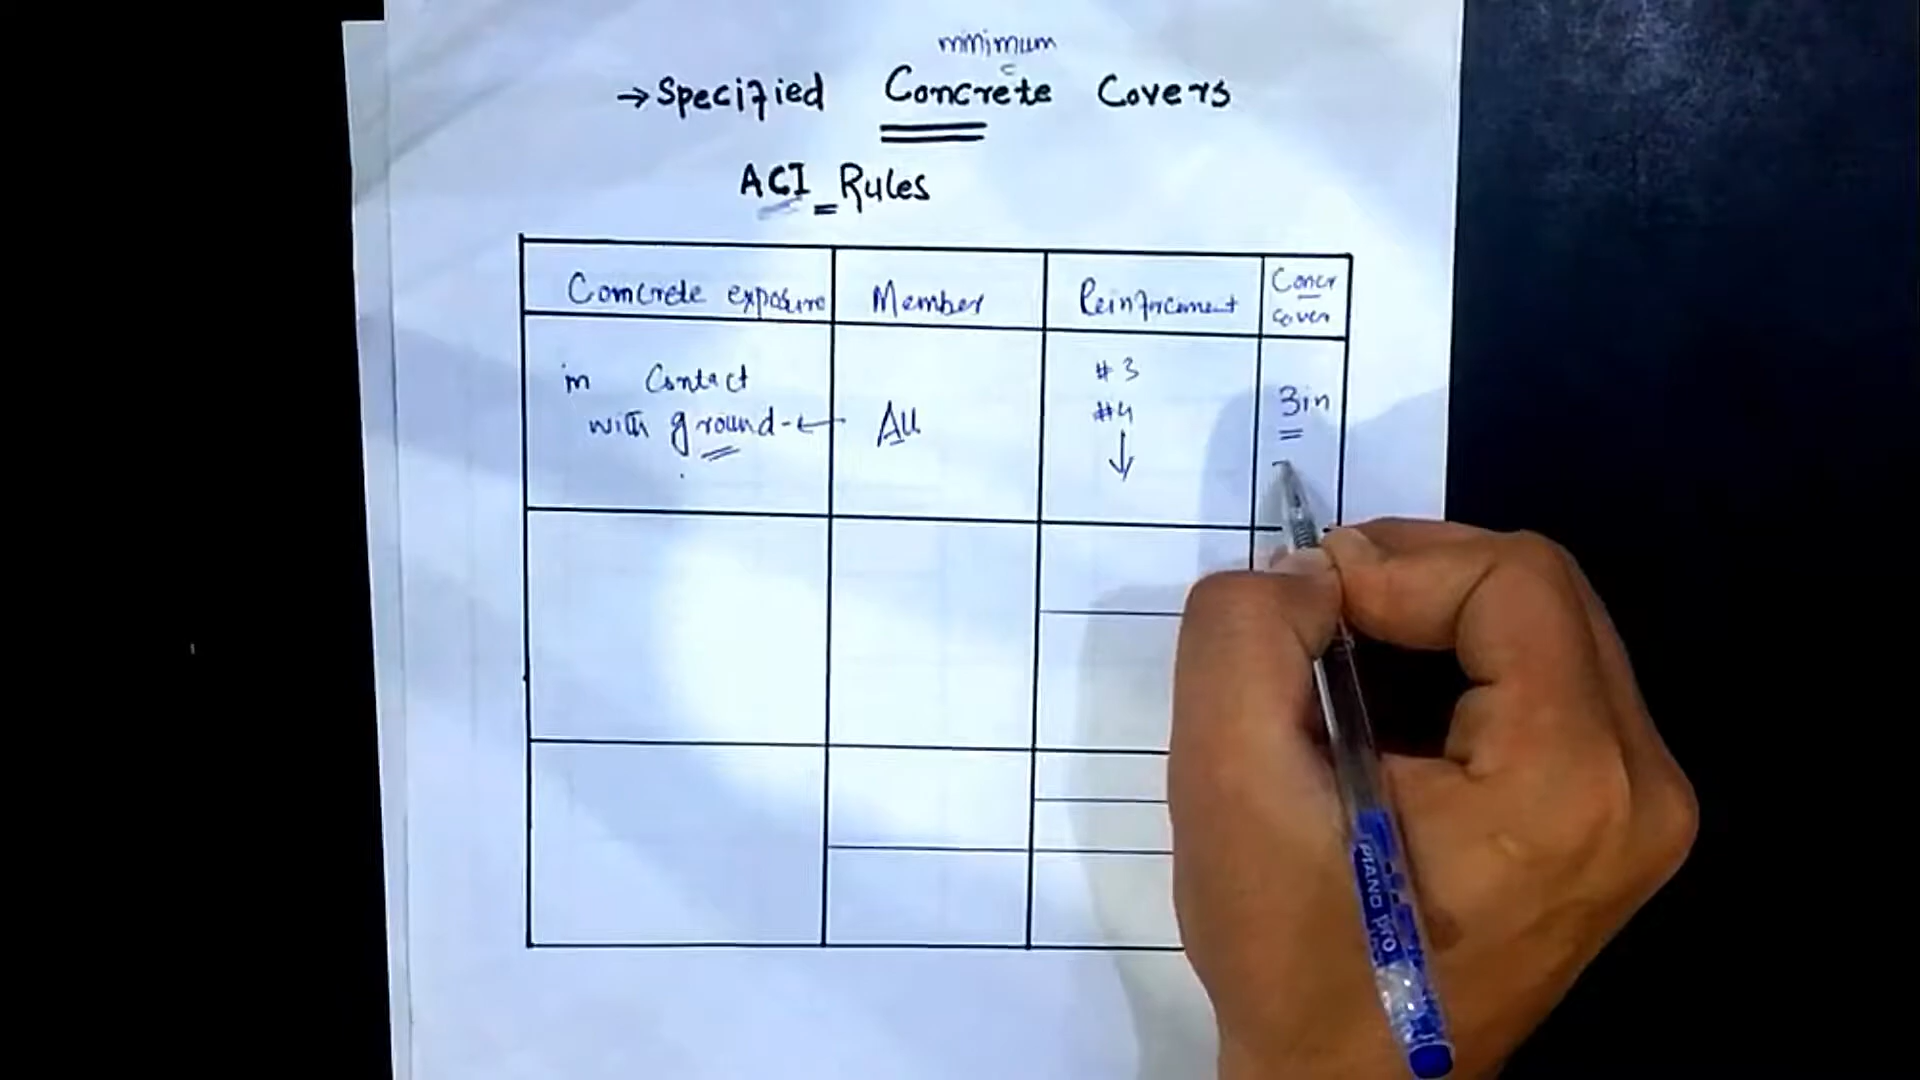 minimum
→ Specified Concrete Covers
ACI - Rules
Concrete exposure Member Reinforcement Concr cover
in Contact
with ground All
#3
#4
3in
PIANO PRO